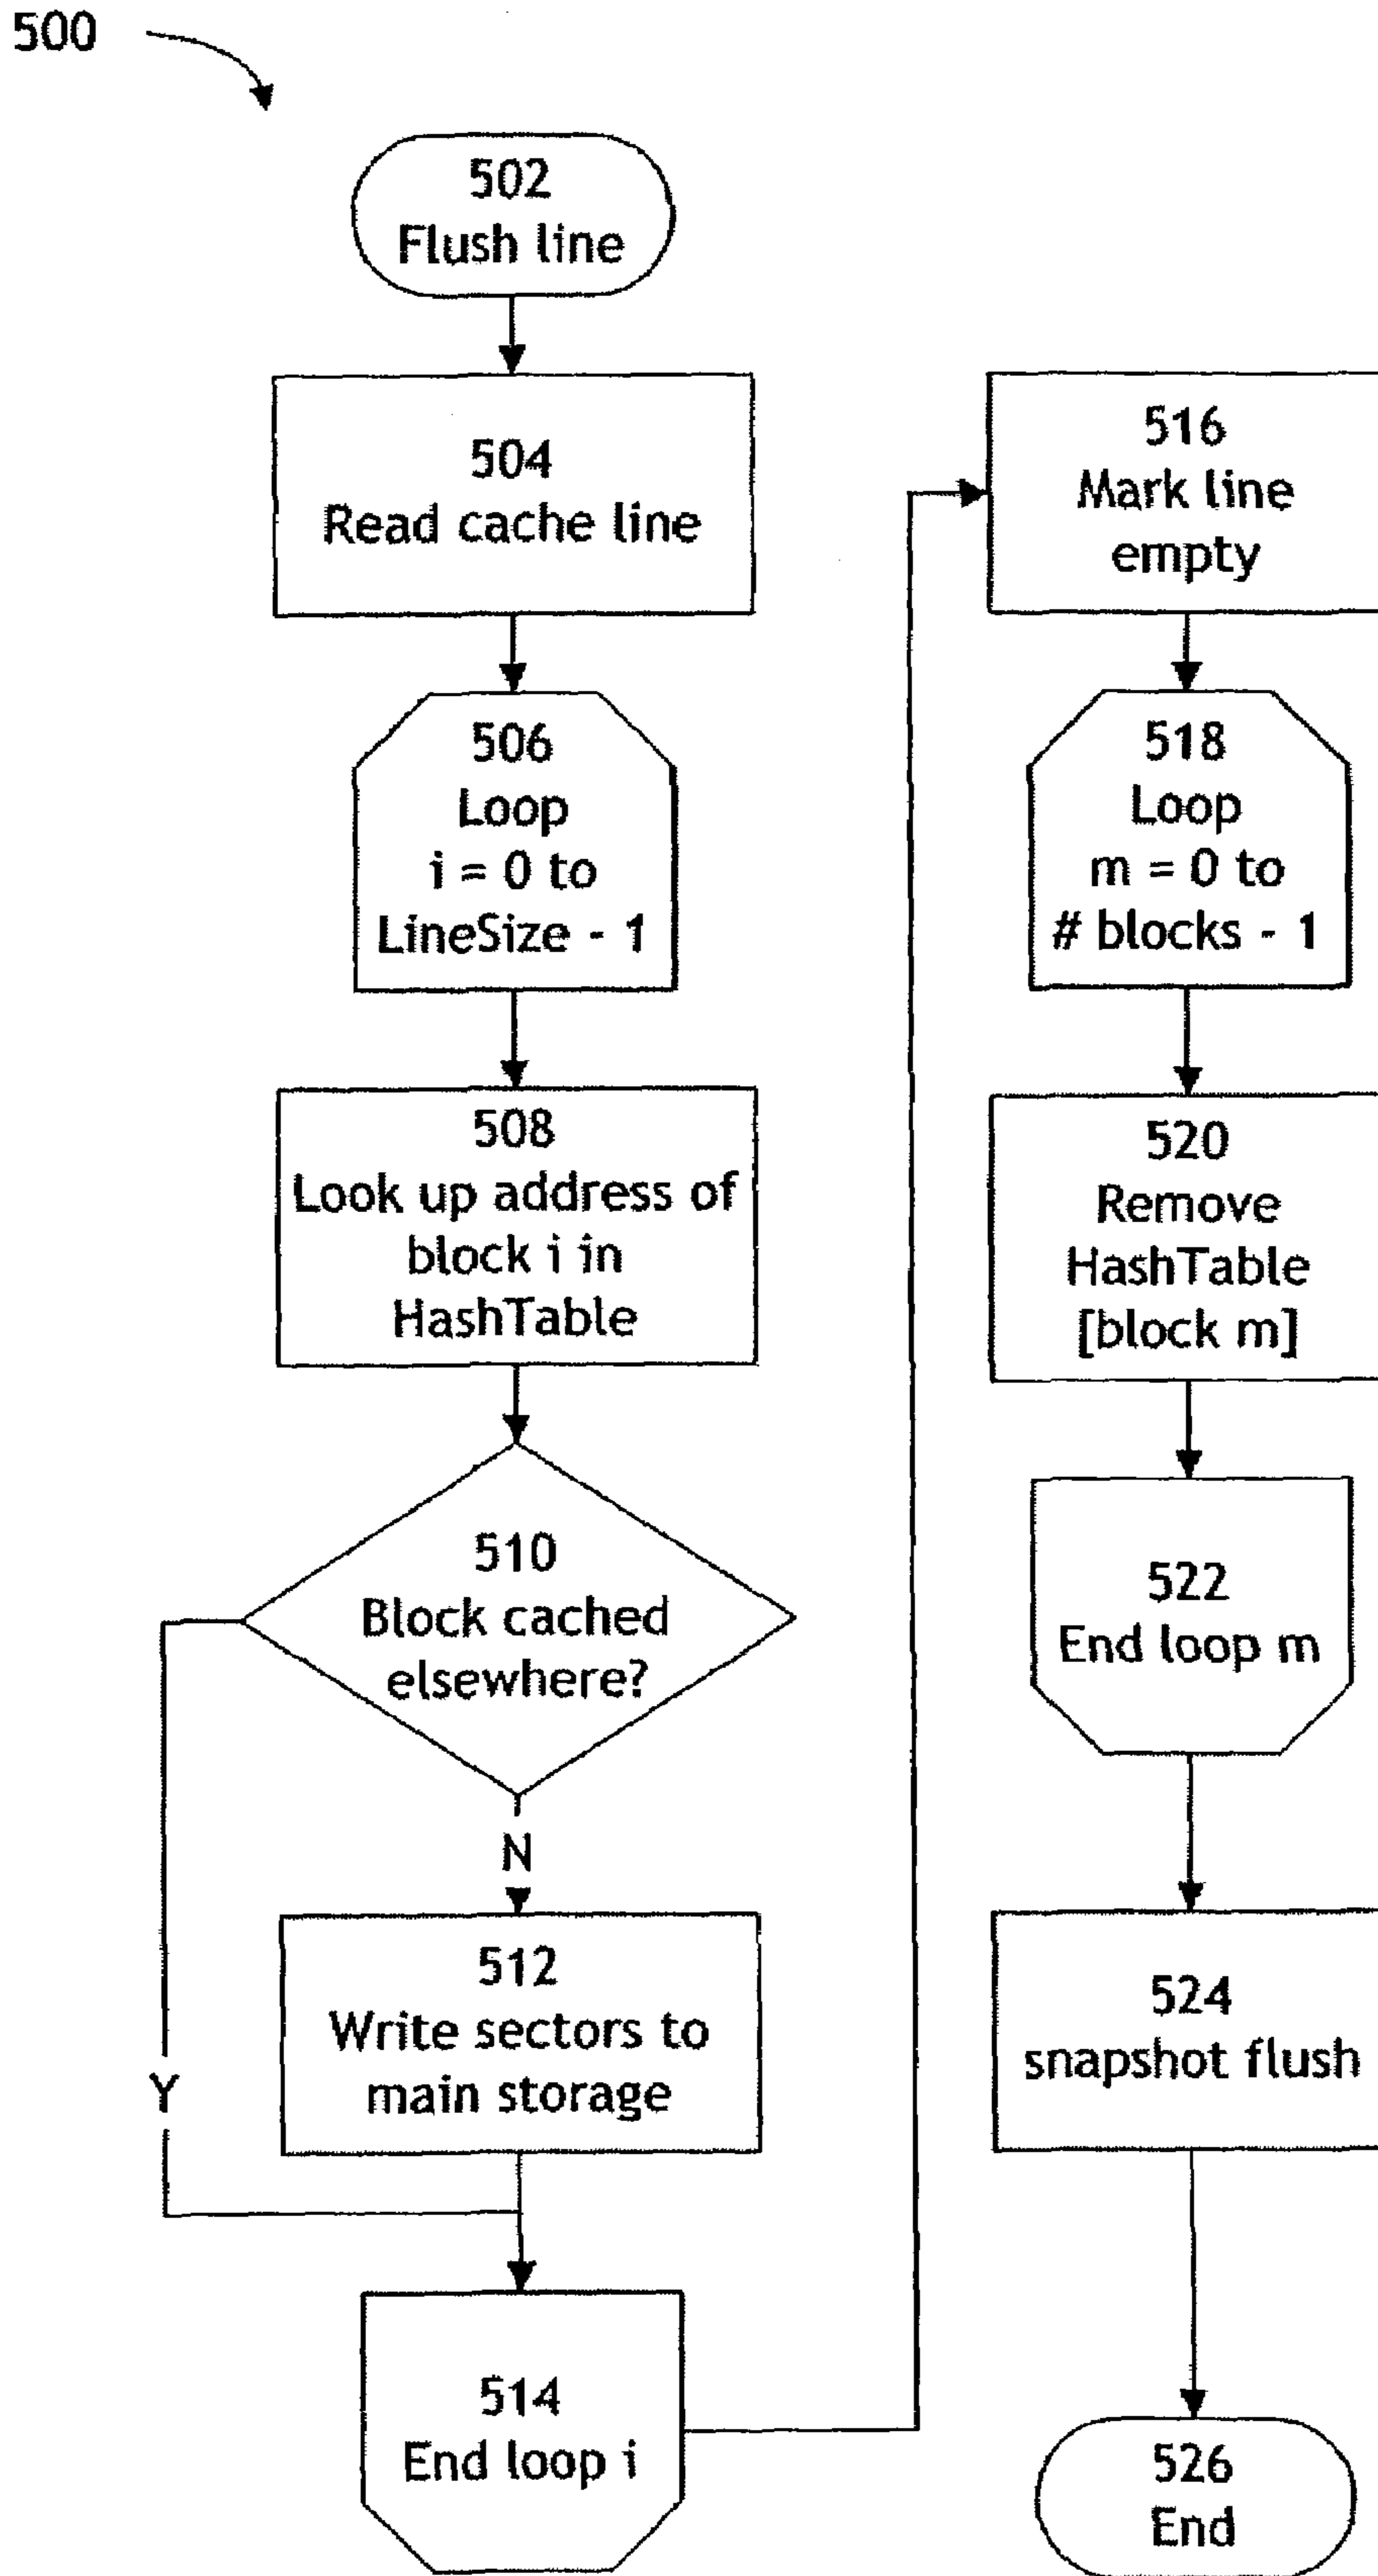 500
502
Flush line
504
Read cache line
506
Loop
i = 0 to
LineSize - 1
508
Look up address of
block i in
HashTable
510
Block cached
elsewhere?
N
Y
512
Write sectors to
main storage
514
End loop i
516
Mark line
empty
518
Loop
m = 0 to
# blocks - 1
520
Remove
HashTable
[block m]
522
End loop m
524
snapshot flush
526
End